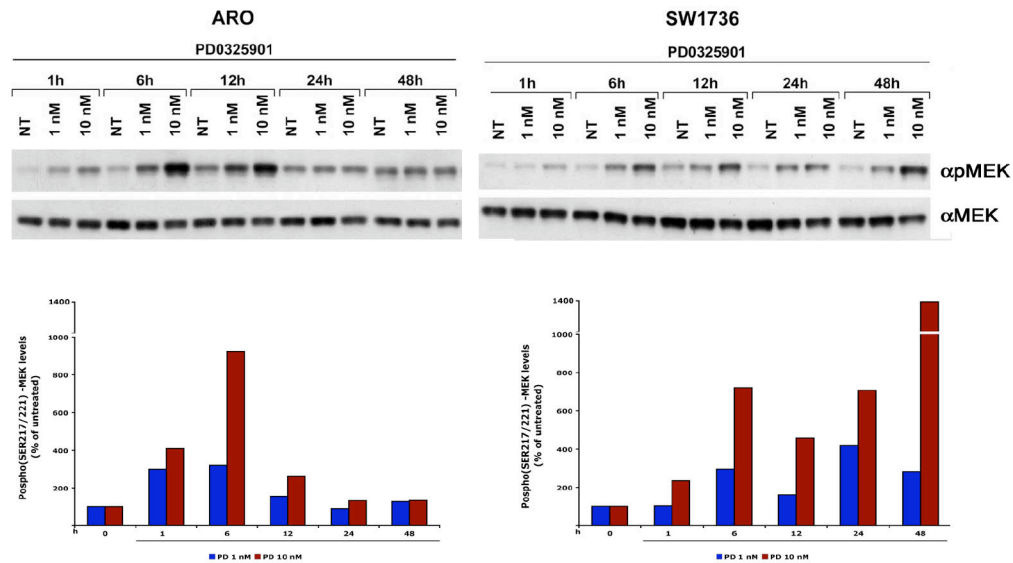 ARO
PD0325901
1h 6h 12h 24h 48h
NT 1 nM 10 nM NT 1 nM 10 nM NT 1 nM 10 nM NT 1 nM 10 nM NT 1 nM 10 nM
SW1736
PD0325901
1h 6h 12h 24h 48h
NT 1 nM 10 nM NT 1 nM 10 nM NT 1 nM 10 nM NT 1 nM 10 nM NT 1 nM 10 nM
αpMEK
αMEK
Pospho(SER217/221) -MEK levels
(% of untreated)
1400
1000
800
600
400
200
h 0 1 6 12 24 48
PD 1 nM PD 10 nM
Pospho(SER217/221) -MEK levels
(% of untreated)
1400
1000
800
600
400
200
h 0 1 6 12 24 48
PD 1 nM PD 10 nM